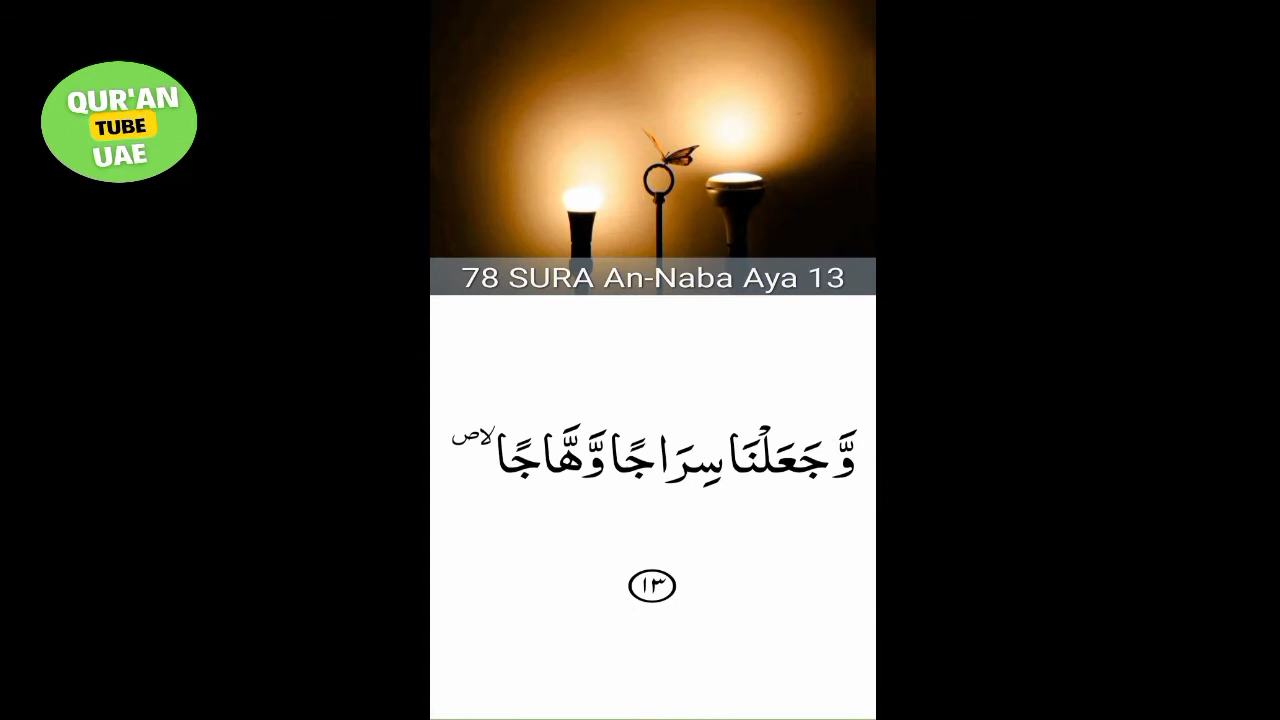 QUR'AN
TUBE
UAE
78 SURA An-Naba Aya 13
وَّجَعَلْنَا سِرَاجًا وَّهَّاجًا ۙص
١٣